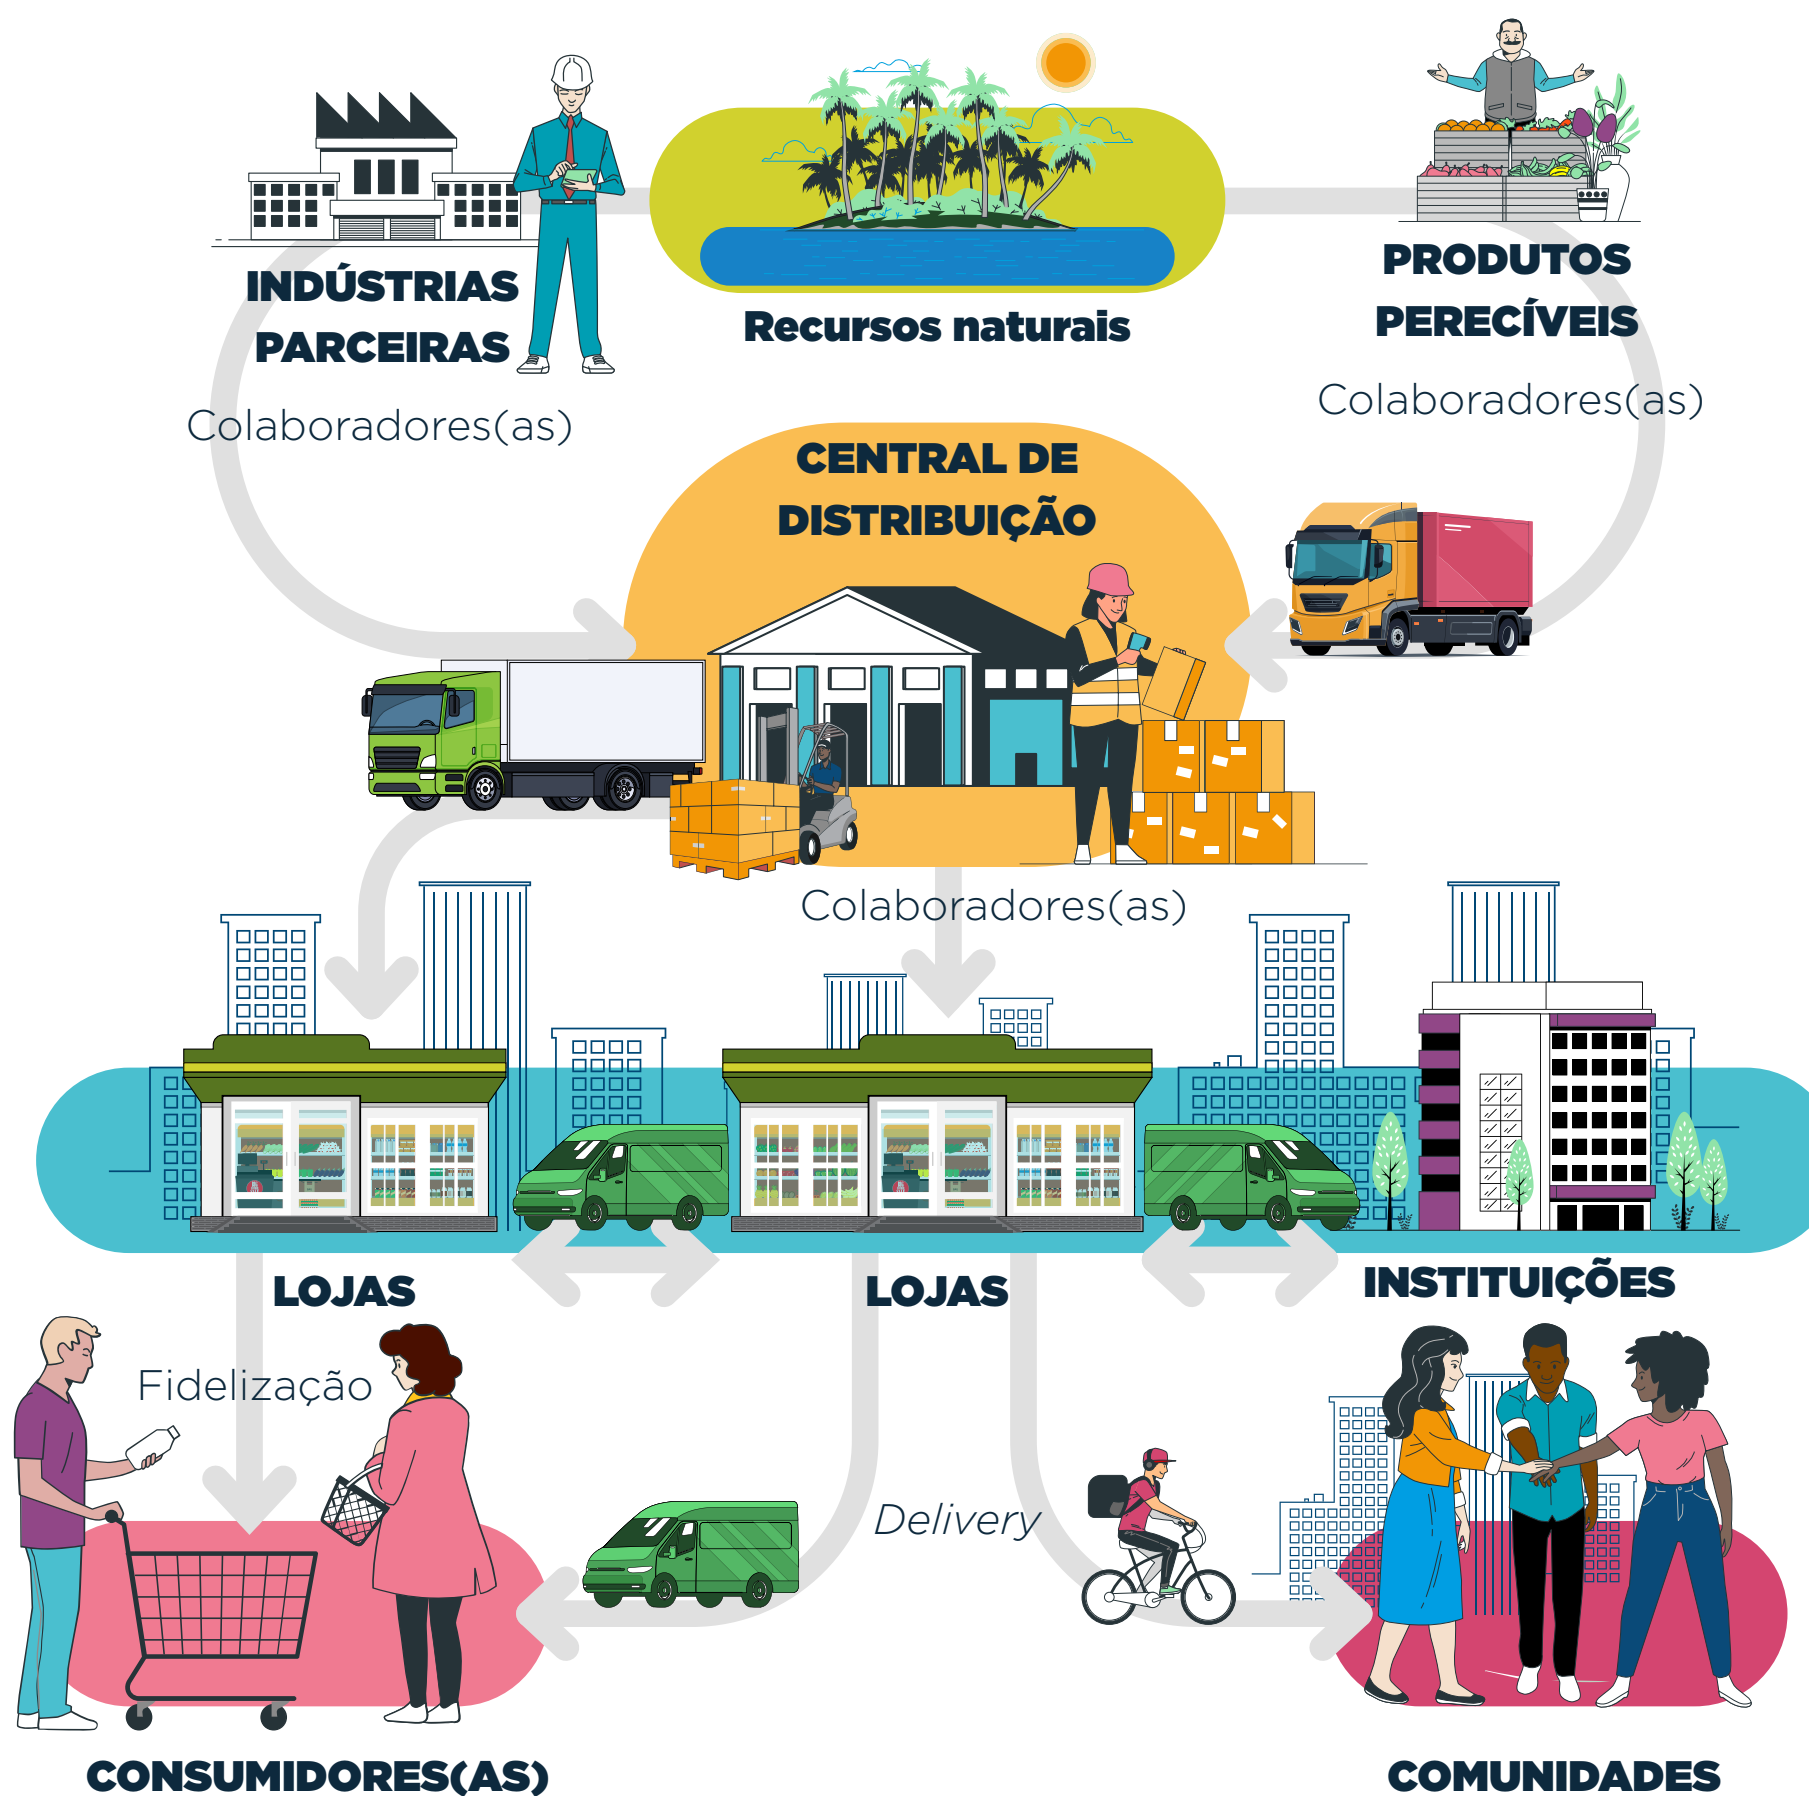 INDÚSTRIAS
PARCEIRAS
Colaboradores(as)
Recursos naturais
PRODUTOS
PERECÍVEIS
Colaboradores(as)
CENTRAL DE
DISTRIBUIÇÃO
Colaboradores(as)
LOJAS
LOJAS
INSTITUIÇÕES
Fidelização
Delivery
CONSUMIDORES(AS)
COMUNIDADES